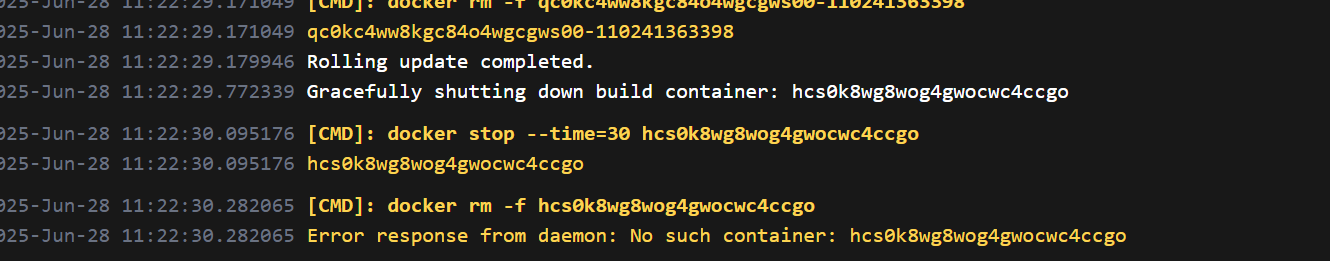 025-Jun-28 11:22:29.171049 [CMD]: docker rm -f qc0kc4ww8kgc84o4wgcgws00-110241363398
025-Jun-28 11:22:29.171049 qc0kc4ww8kgc84o4wgcgws00-110241363398
025-Jun-28 11:22:29.179946 Rolling update completed.
025-Jun-28 11:22:29.772339 Gracefully shutting down build container: hcs0k8wg8wog4gwocwc4ccgo
025-Jun-28 11:22:30.095176 [CMD]: docker stop --time=30 hcs0k8wg8wog4gwocwc4ccgo
025-Jun-28 11:22:30.095176 hcs0k8wg8wog4gwocwc4ccgo
025-Jun-28 11:22:30.282065 [CMD]: docker rm -f hcs0k8wg8wog4gwocwc4ccgo
025-Jun-28 11:22:30.282065 Error response from daemon: No such container: hcs0k8wg8wog4gwocwc4ccgo